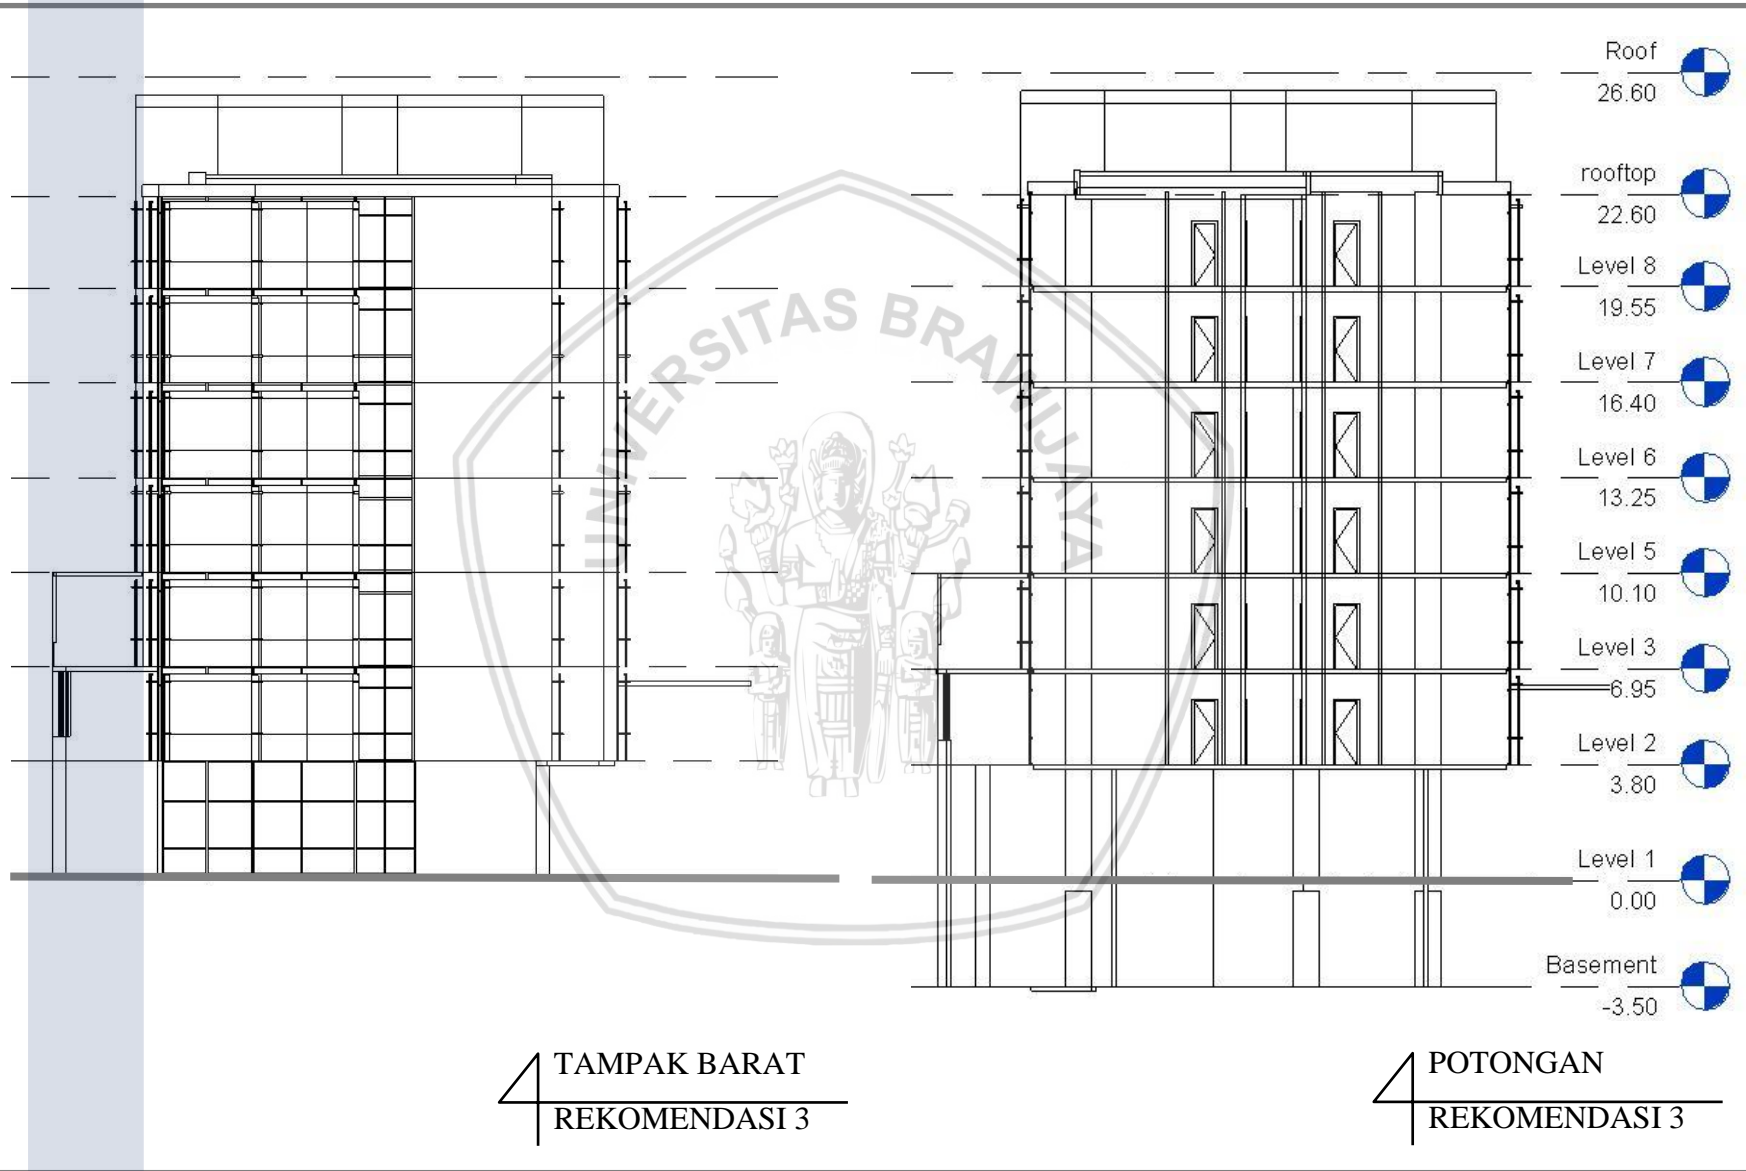 Roof
26.60
rooftop
22.60
Level 8
19.55
Level 7
16.40
Level 6
13.25
Level 5
10.10
Level 3
6.95
Level 2
3.80
Level 1
0.00
Basement
-3.50
UNIVERSITAS BRAWIJAYA
TAMPAK BARAT
REKOMENDASI 3
POTONGAN
REKOMENDASI 3